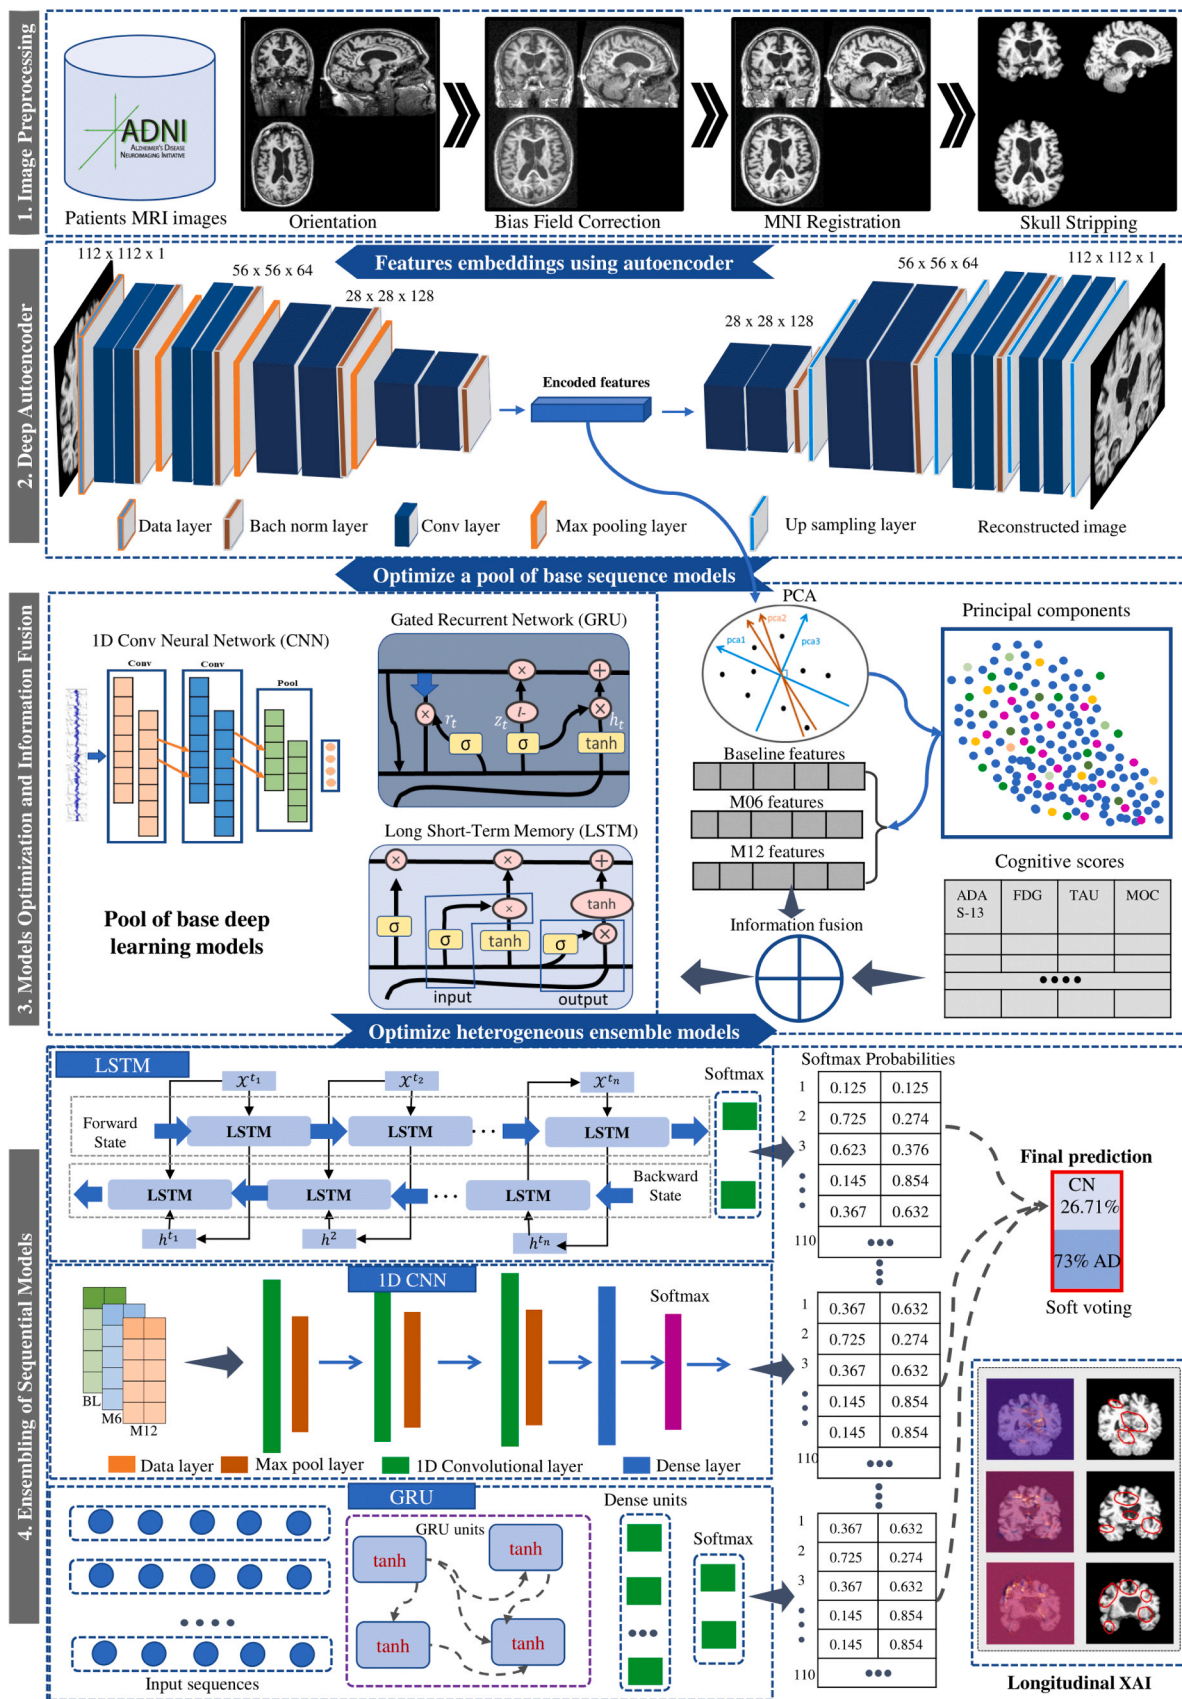 1. Image Preprocessing
ADNI
ALZHEIMER'S DISEASE
NEUROIMAGING INITIATIVE
Patients MRI images
Orientation
Bias Field Correction
MNI Registration
Skull Stripping
2. Deep Autoencoder
Features embeddings using autoencoder
112 x 112 x 1
56 x 56 x 64
28 x 28 x 128
Encoded features
28 x 28 x 128
56 x 56 x 64
112 x 112 x 1
Data layer
Bach norm layer
Conv layer
Max pooling layer
Up sampling layer
Reconstructed image
Optimize a pool of base sequence models
3. Models Optimization and Information Fusion
1D Conv Neural Network (CNN)
Conv
Conv
Pool
Gated Recurrent Network (GRU)
× × +
× r_t z_t 1- × h_t
σ σ tanh
Long Short-Term Memory (LSTM)
× × +
× tanh
σ σ tanh σ ×
input
output
Pool of base deep
learning models
PCA
pca1
pca2
pca3
Principal components
Baseline features
M06 features
M12 features
Information fusion
Cognitive scores
ADA
S-13
FDG
TAU
MOC
Optimize heterogeneous ensemble models
4. Ensembling of Sequential Models
LSTM
x^{t_1}
x^{t_2}
x^{t_n}
Softmax
Forward
State
LSTM
LSTM
LSTM
Backward
State
LSTM
LSTM
LSTM
h^{t_1}
h^2
h^{t_n}
Softmax Probabilities
1 0.125 0.125
2 0.725 0.274
3 0.623 0.376
0.145 0.854
0.367 0.632
110
Final prediction
CN
26.71%
73% AD
Soft voting
1D CNN
BL
M6
M12
Softmax
Data layer
Max pool layer
1D Convolutional layer
Dense layer
1 0.367 0.632
2 0.725 0.274
3 0.367 0.632
0.145 0.854
0.145 0.854
110
GRU
Input sequences
GRU units
tanh
tanh
tanh
tanh
Dense units
Softmax
1 0.367 0.632
2 0.725 0.274
3 0.367 0.632
0.145 0.854
0.145 0.854
110
Longitudinal XAI